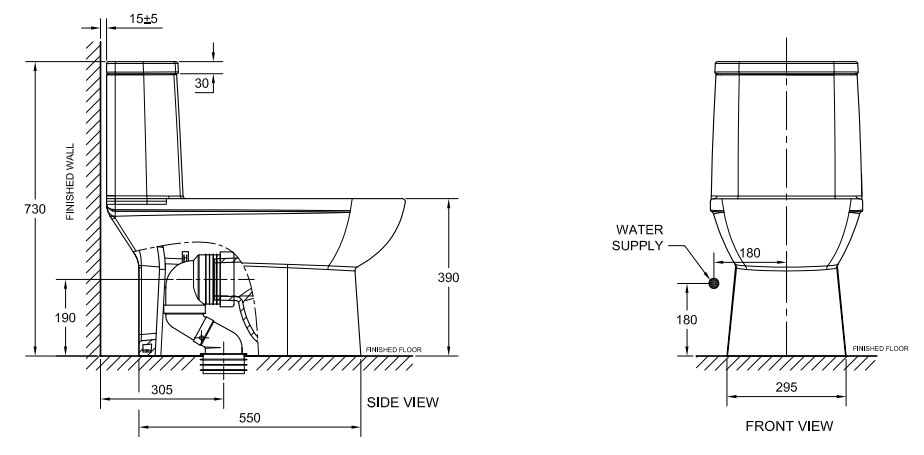 15±5
30
730
FINISHED WALL
390
190
FINISHED FLOOR
305
SIDE VIEW
550
WATER
SUPPLY
180
180
FINISHED FLOOR
295
FRONT VIEW